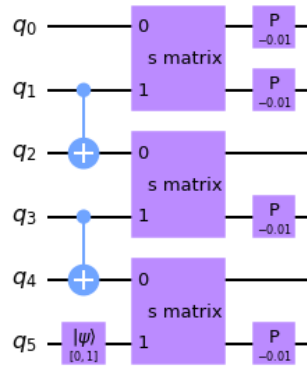 q0 0 P
−0.01
s matrix
q1 1 P
−0.01
q2 0
s matrix
q3 1 P
−0.01
q4 0
s matrix
q5 |ψ⟩ 1 P
[0, 1] −0.01